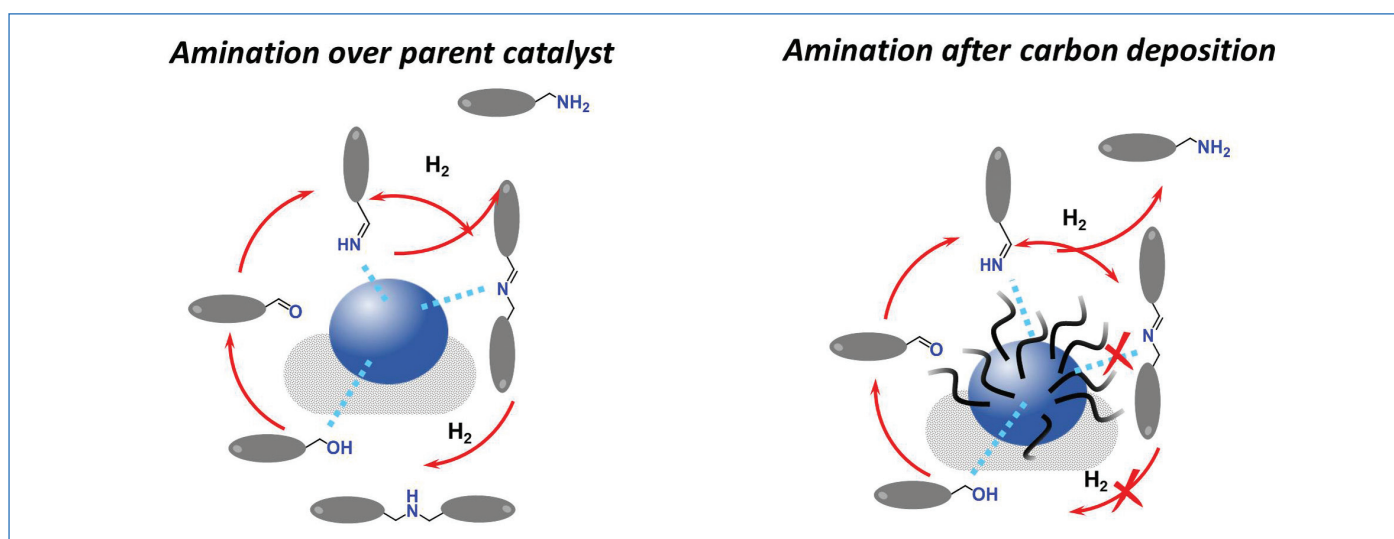 Amination over parent catalyst
NH₂
H₂
HN
O
N
OH
H₂
H
N
Amination after carbon deposition
NH₂
H₂
HN
O
N
OH
H₂